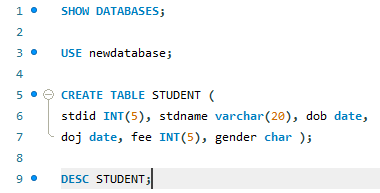 1 SHOW DATABASES;
2
3 USE newdatabase;
4
5 CREATE TABLE STUDENT (
6 stdid INT(5), stdname varchar(20), dob date,
7 doj date, fee INT(5), gender char );
8
9 DESC STUDENT;